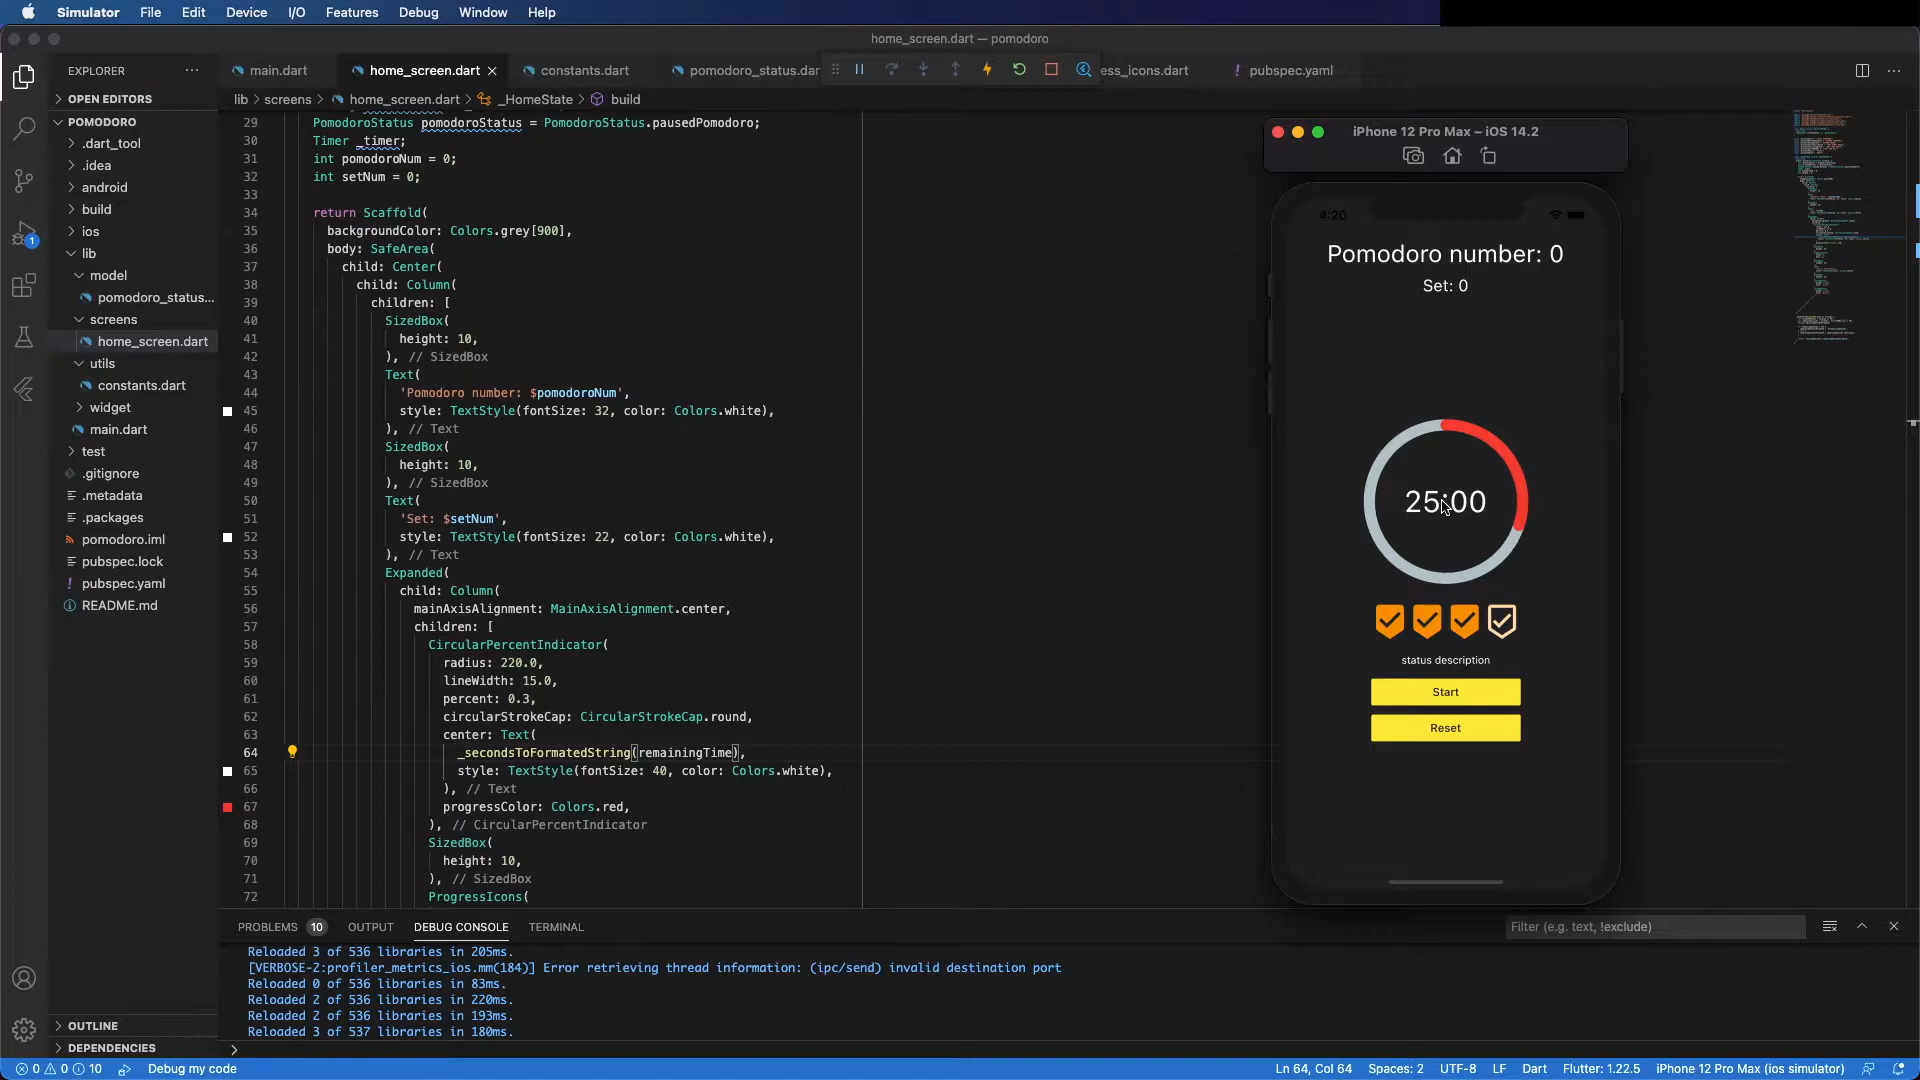 Simulator File Edit Device I/O Features Debug Window Help
home_screen.dart — pomodoro
EXPLORER
main.dart
home_screen.dart
constants.dart
pomodoro_status.dar
ess_icons.dart
pubspec.yaml
OPEN EDITORS
lib > screens > home_screen.dart > _HomeState > build
POMODORO
.dart_tool
.idea
android
build
ios
lib
model
pomodoro_status...
screens
home_screen.dart
utils
constants.dart
widget
main.dart
test
.gitignore
.metadata
.packages
pomodoro.iml
pubspec.lock
pubspec.yaml
README.md
OUTLINE
DEPENDENCIES
1
29 PomodoroStatus pomodoroStatus = PomodoroStatus.pausedPomodoro;
30 Timer _timer;
31 int pomodoroNum = 0;
32 int setNum = 0;
33
34 return Scaffold(
35 backgroundColor: Colors.grey[900],
36 body: SafeArea(
37 child: Center(
38 child: Column(
39 children: [
40 SizedBox(
41 height: 10,
42 ), // SizedBox
43 Text(
44 'Pomodoro number: $pomodoroNum',
45 style: TextStyle(fontSize: 32, color: Colors.white),
46 ), // Text
47 SizedBox(
48 height: 10,
49 ), // SizedBox
50 Text(
51 'Set: $setNum',
52 style: TextStyle(fontSize: 22, color: Colors.white),
53 ), // Text
54 Expanded(
55 child: Column(
56 mainAxisAlignment: MainAxisAlignment.center,
57 children: [
58 CircularPercentIndicator(
59 radius: 220.0,
60 lineWidth: 15.0,
61 percent: 0.3,
62 circularStrokeCap: CircularStrokeCap.round,
63 center: Text(
64 _secondsToFormatedString(remainingTime),
65 style: TextStyle(fontSize: 40, color: Colors.white),
66 ), // Text
67 progressColor: Colors.red,
68 ), // CircularPercentIndicator
69 SizedBox(
70 height: 10,
71 ), // SizedBox
72 ProgressIcons(
iPhone 12 Pro Max – iOS 14.2
4:20
Pomodoro number: 0
Set: 0
25:00
status description
Start
Reset
PROBLEMS 10 OUTPUT DEBUG CONSOLE TERMINAL
Filter (e.g. text, !exclude)
Reloaded 3 of 536 libraries in 205ms.
[VERBOSE-2:profiler_metrics_ios.mm(184)] Error retrieving thread information: (ipc/send) invalid destination port
Reloaded 0 of 536 libraries in 83ms.
Reloaded 2 of 536 libraries in 220ms.
Reloaded 2 of 536 libraries in 193ms.
Reloaded 3 of 537 libraries in 180ms.
0 0 10 Debug my code
Ln 64, Col 64 Spaces: 2 UTF-8 LF Dart Flutter: 1.22.5 iPhone 12 Pro Max (ios simulator)